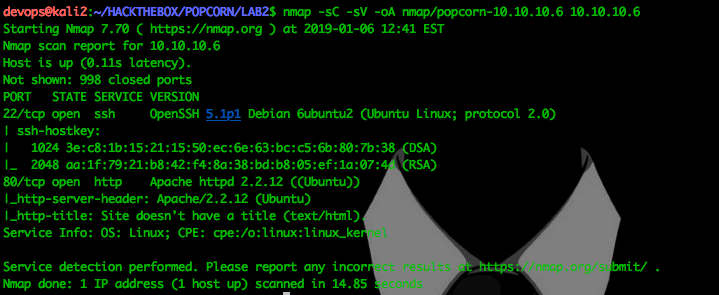 devops@kali2:~/HACKTHEBOX/POPCORN/LAB2$ nmap -sC -sV -oA nmap/popcorn-10.10.10.6 10.10.10.6
Starting Nmap 7.70 ( https://nmap.org ) at 2019-01-06 12:41 EST
Nmap scan report for 10.10.10.6
Host is up (0.11s latency).
Not shown: 998 closed ports
PORT   STATE SERVICE VERSION
22/tcp open  ssh     OpenSSH 5.1p1 Debian 6ubuntu2 (Ubuntu Linux; protocol 2.0)
| ssh-hostkey:
|   1024 3e:c8:1b:15:21:15:50:ec:6e:63:bc:c5:6b:80:7b:38 (DSA)
|_  2048 aa:1f:79:21:b8:42:f4:8a:38:bd:b8:05:ef:1a:07:4d (RSA)
80/tcp open  http    Apache httpd 2.2.12 ((Ubuntu))
|_http-server-header: Apache/2.2.12 (Ubuntu)
|_http-title: Site doesn't have a title (text/html).
Service Info: OS: Linux; CPE: cpe:/o:linux:linux_kernel
Service detection performed. Please report any incorrect results at https://nmap.org/submit/ .
Nmap done: 1 IP address (1 host up) scanned in 14.85 seconds